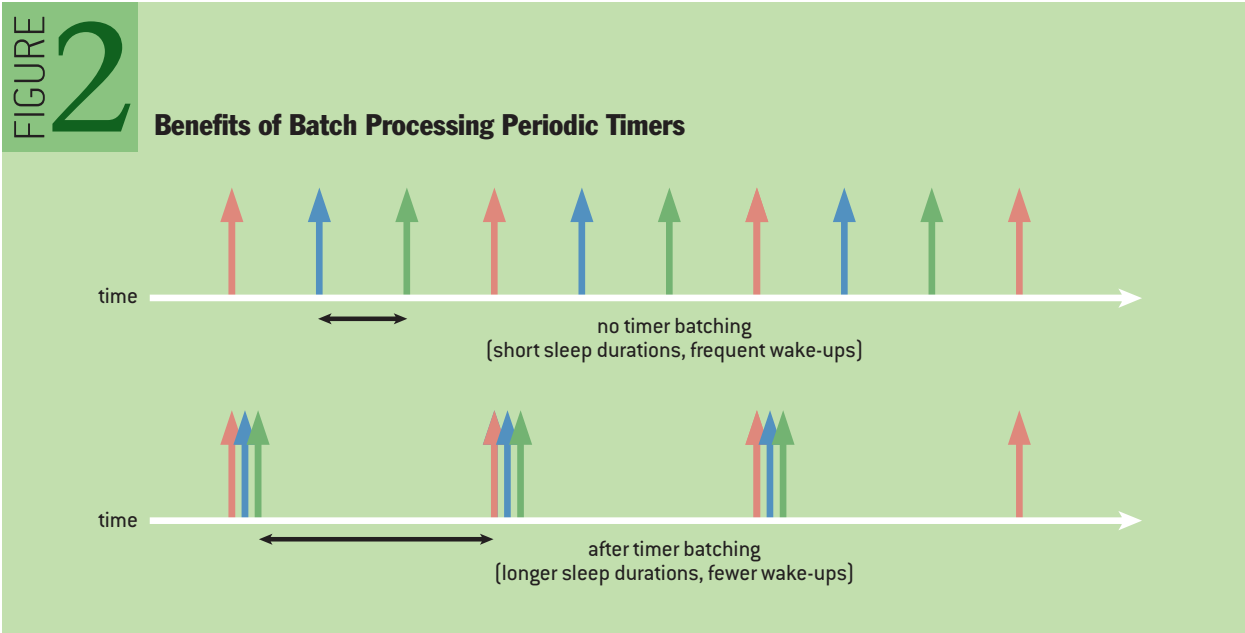 FIGURE 2
Benefits of Batch Processing Periodic Timers
time
no timer batching
(short sleep durations, frequent wake-ups)
time
after timer batching
(longer sleep durations, fewer wake-ups)